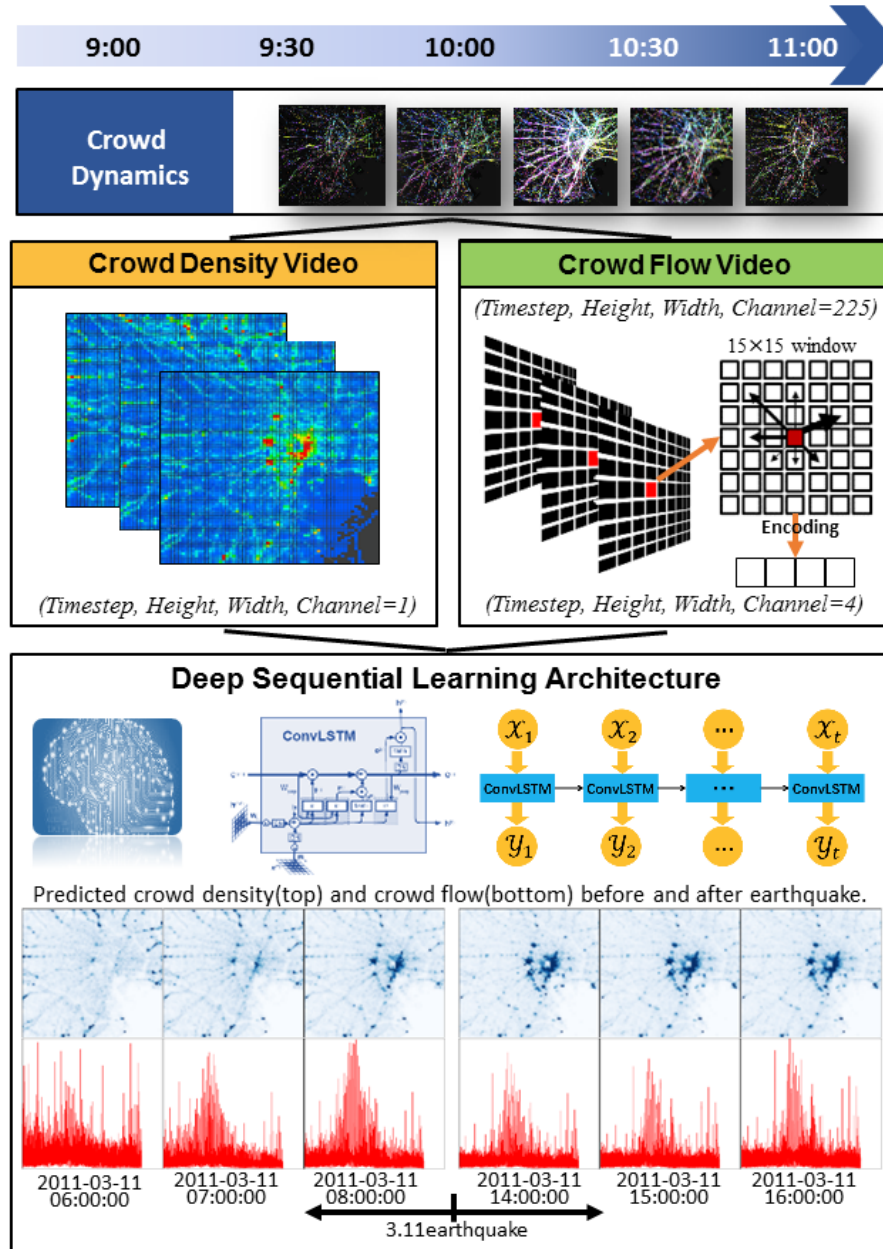 9:00 9:30 10:00 10:30 11:00
Crowd
Dynamics
Crowd Density Video
(Timestep, Height, Width, Channel=1)
Crowd Flow Video
(Timestep, Height, Width, Channel=225)
15×15 window
Encoding
(Timestep, Height, Width, Channel=4)
Deep Sequential Learning Architecture
ConvLSTM
𝒳1 𝒳2 ... 𝒳t
ConvLSTM ConvLSTM ... ConvLSTM
𝒴1 𝒴2 ... 𝒴t
Predicted crowd density(top) and crowd flow(bottom) before and after earthquake.
2011-03-11 2011-03-11 2011-03-11 2011-03-11 2011-03-11 2011-03-11
06:00:00 07:00:00 08:00:00 14:00:00 15:00:00 16:00:00
3.11earthquake